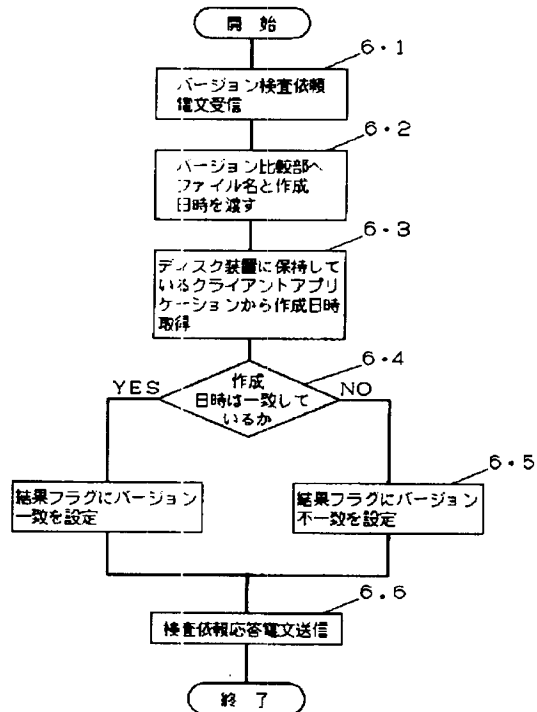 開 始
6・1
バージョン検査依頼
電文受信
6・2
バージョン比較部へ
ファイル名と作成
日時を渡す
6・3
ディスク装置に保持して
いるクライアントアプリ
ケーションから作成日時
取得
6・4
作成
日時は一致して
いるか
YES
NO
6・5
結果フラグにバージョン
一致を設定
結果フラグにバージョン
不一致を設定
6・6
検査依頼応答電文送信
終 了